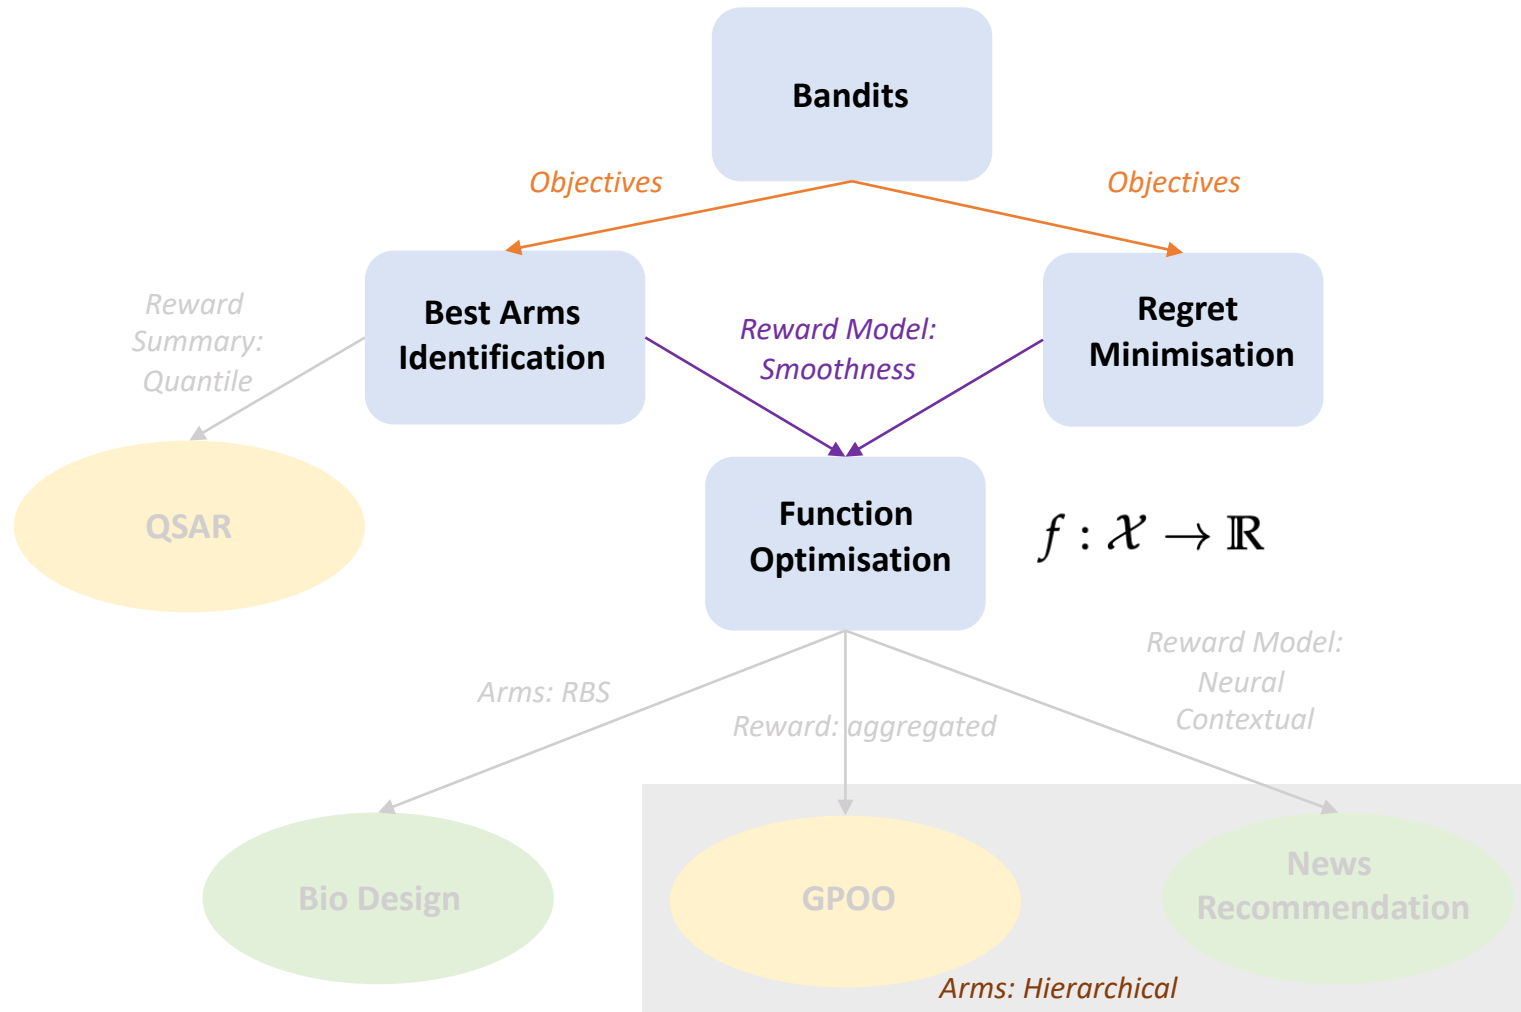 Bandits
Objectives
Objectives
Best Arms
Identification
Regret
Minimisation
Reward
Summary:
Quantile
Reward Model:
Smoothness
QSAR
Function
Optimisation
f : 𝒳 → ℝ
Arms: RBS
Reward: aggregated
Reward Model:
Neural
Contextual
Bio Design
GPOO
News
Recommendation
Arms: Hierarchical